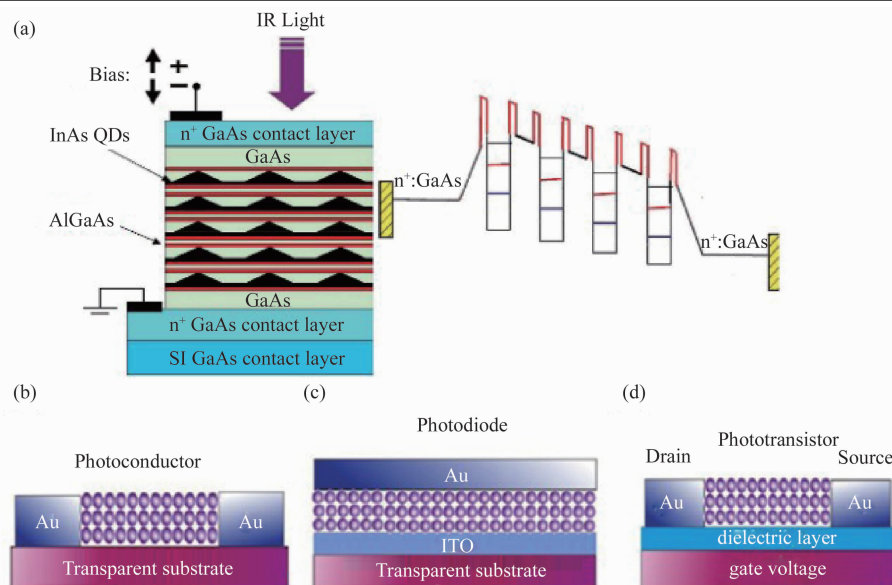 (a)
IR Light
Bias:
+
−
n⁺ GaAs contact layer
InAs QDs
GaAs
n⁺:GaAs
AlGaAs
n⁺:GaAs
GaAs
n⁺ GaAs contact layer
SI GaAs contact layer
(b)
(c)
(d)
Photodiode
Photoconductor
Phototransistor
Drain
Source
Au
Au
Au
Au
Au
ITO
dielectric layer
Transparent substrate
Transparent substrate
gate voltage